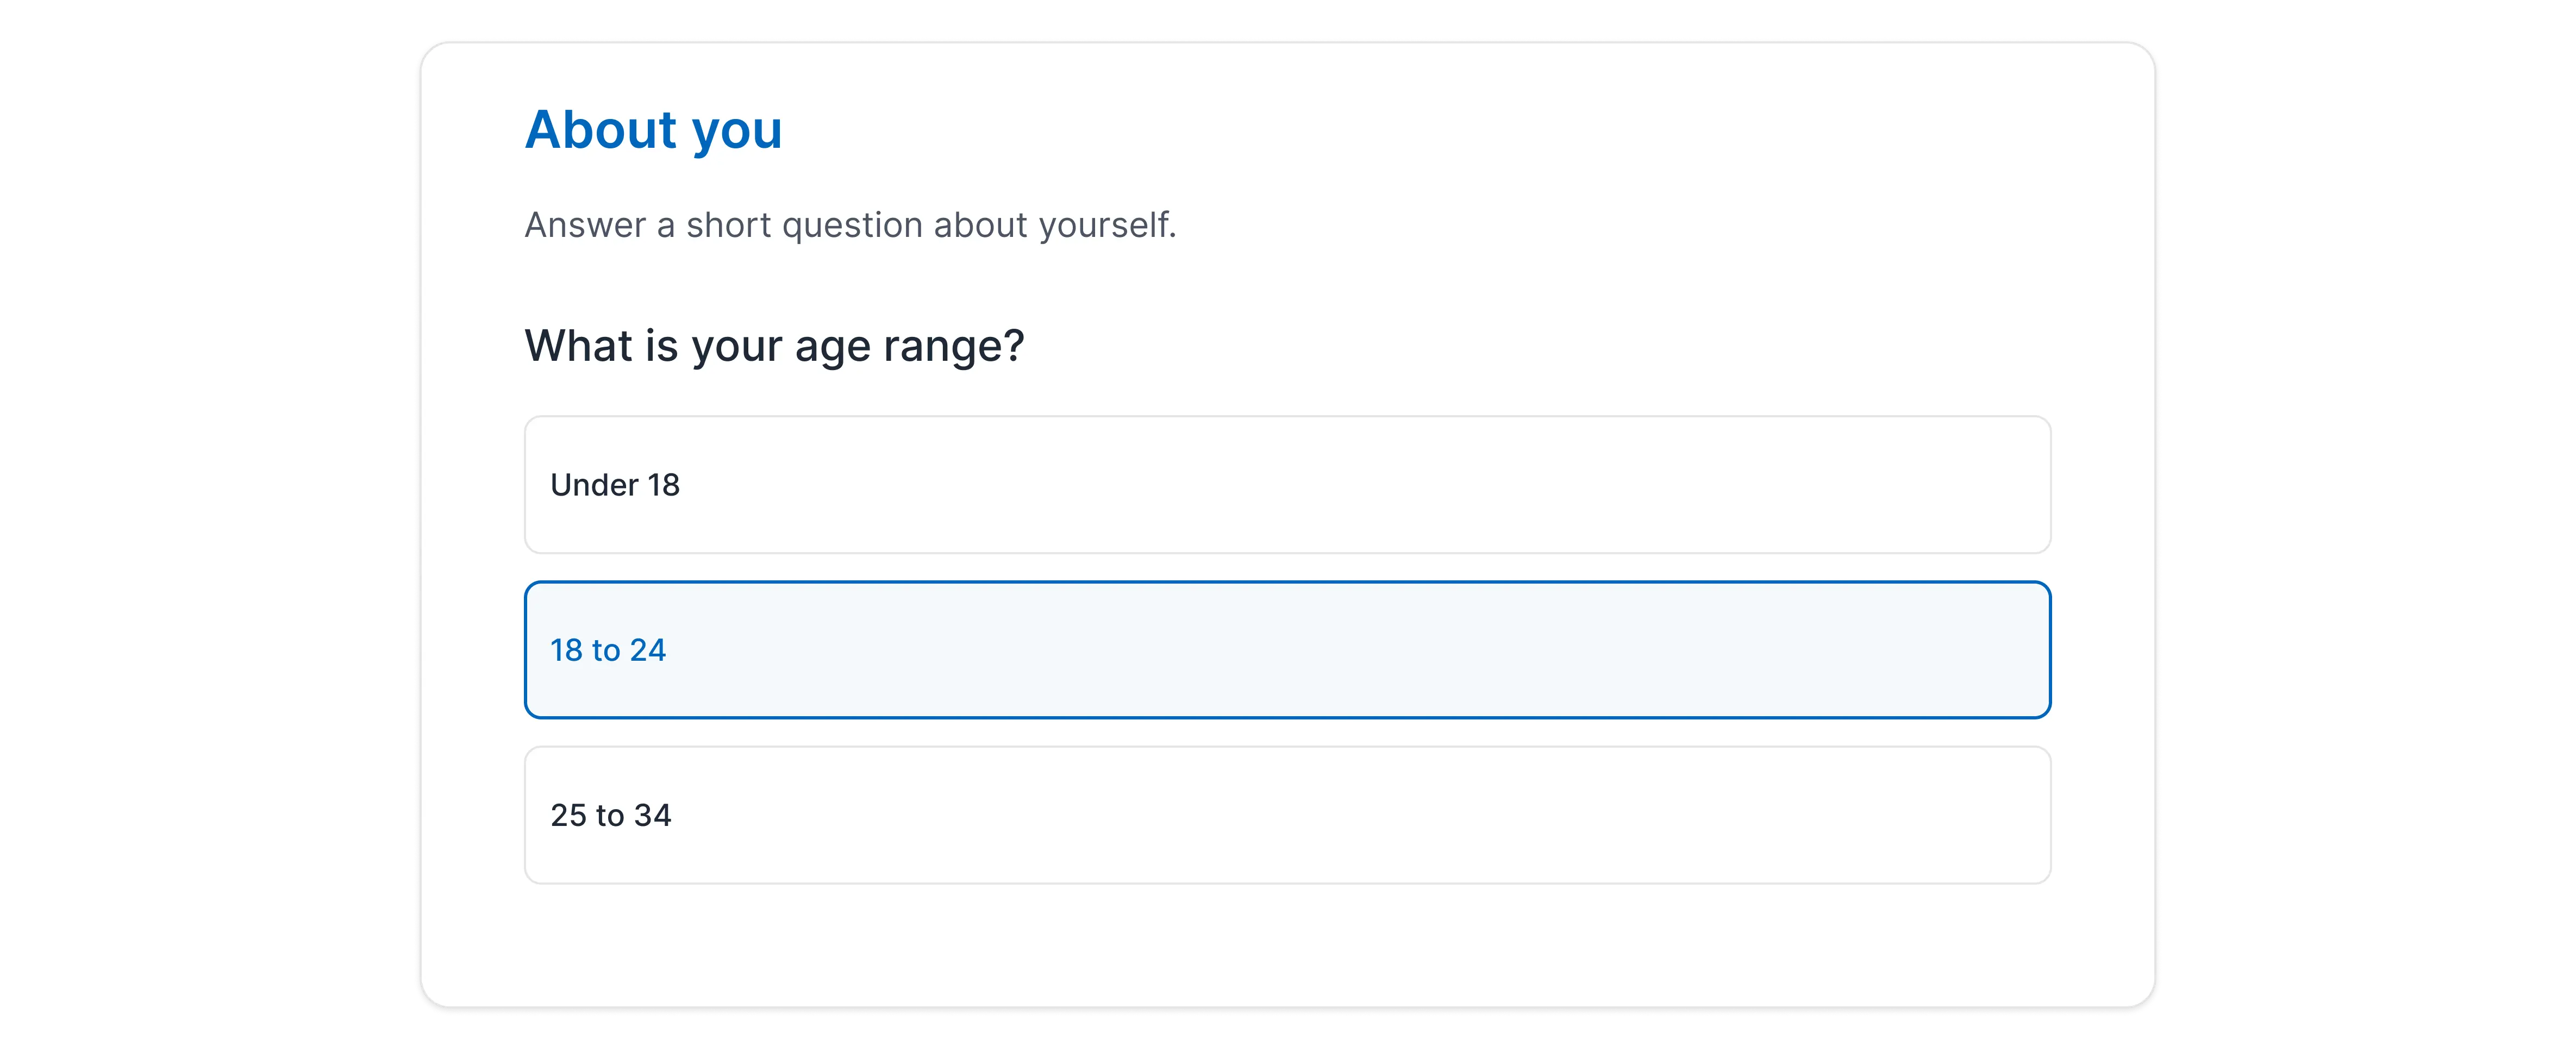 About you
Answer a short question about yourself.
What is your age range?
Under 18
18 to 24
25 to 34